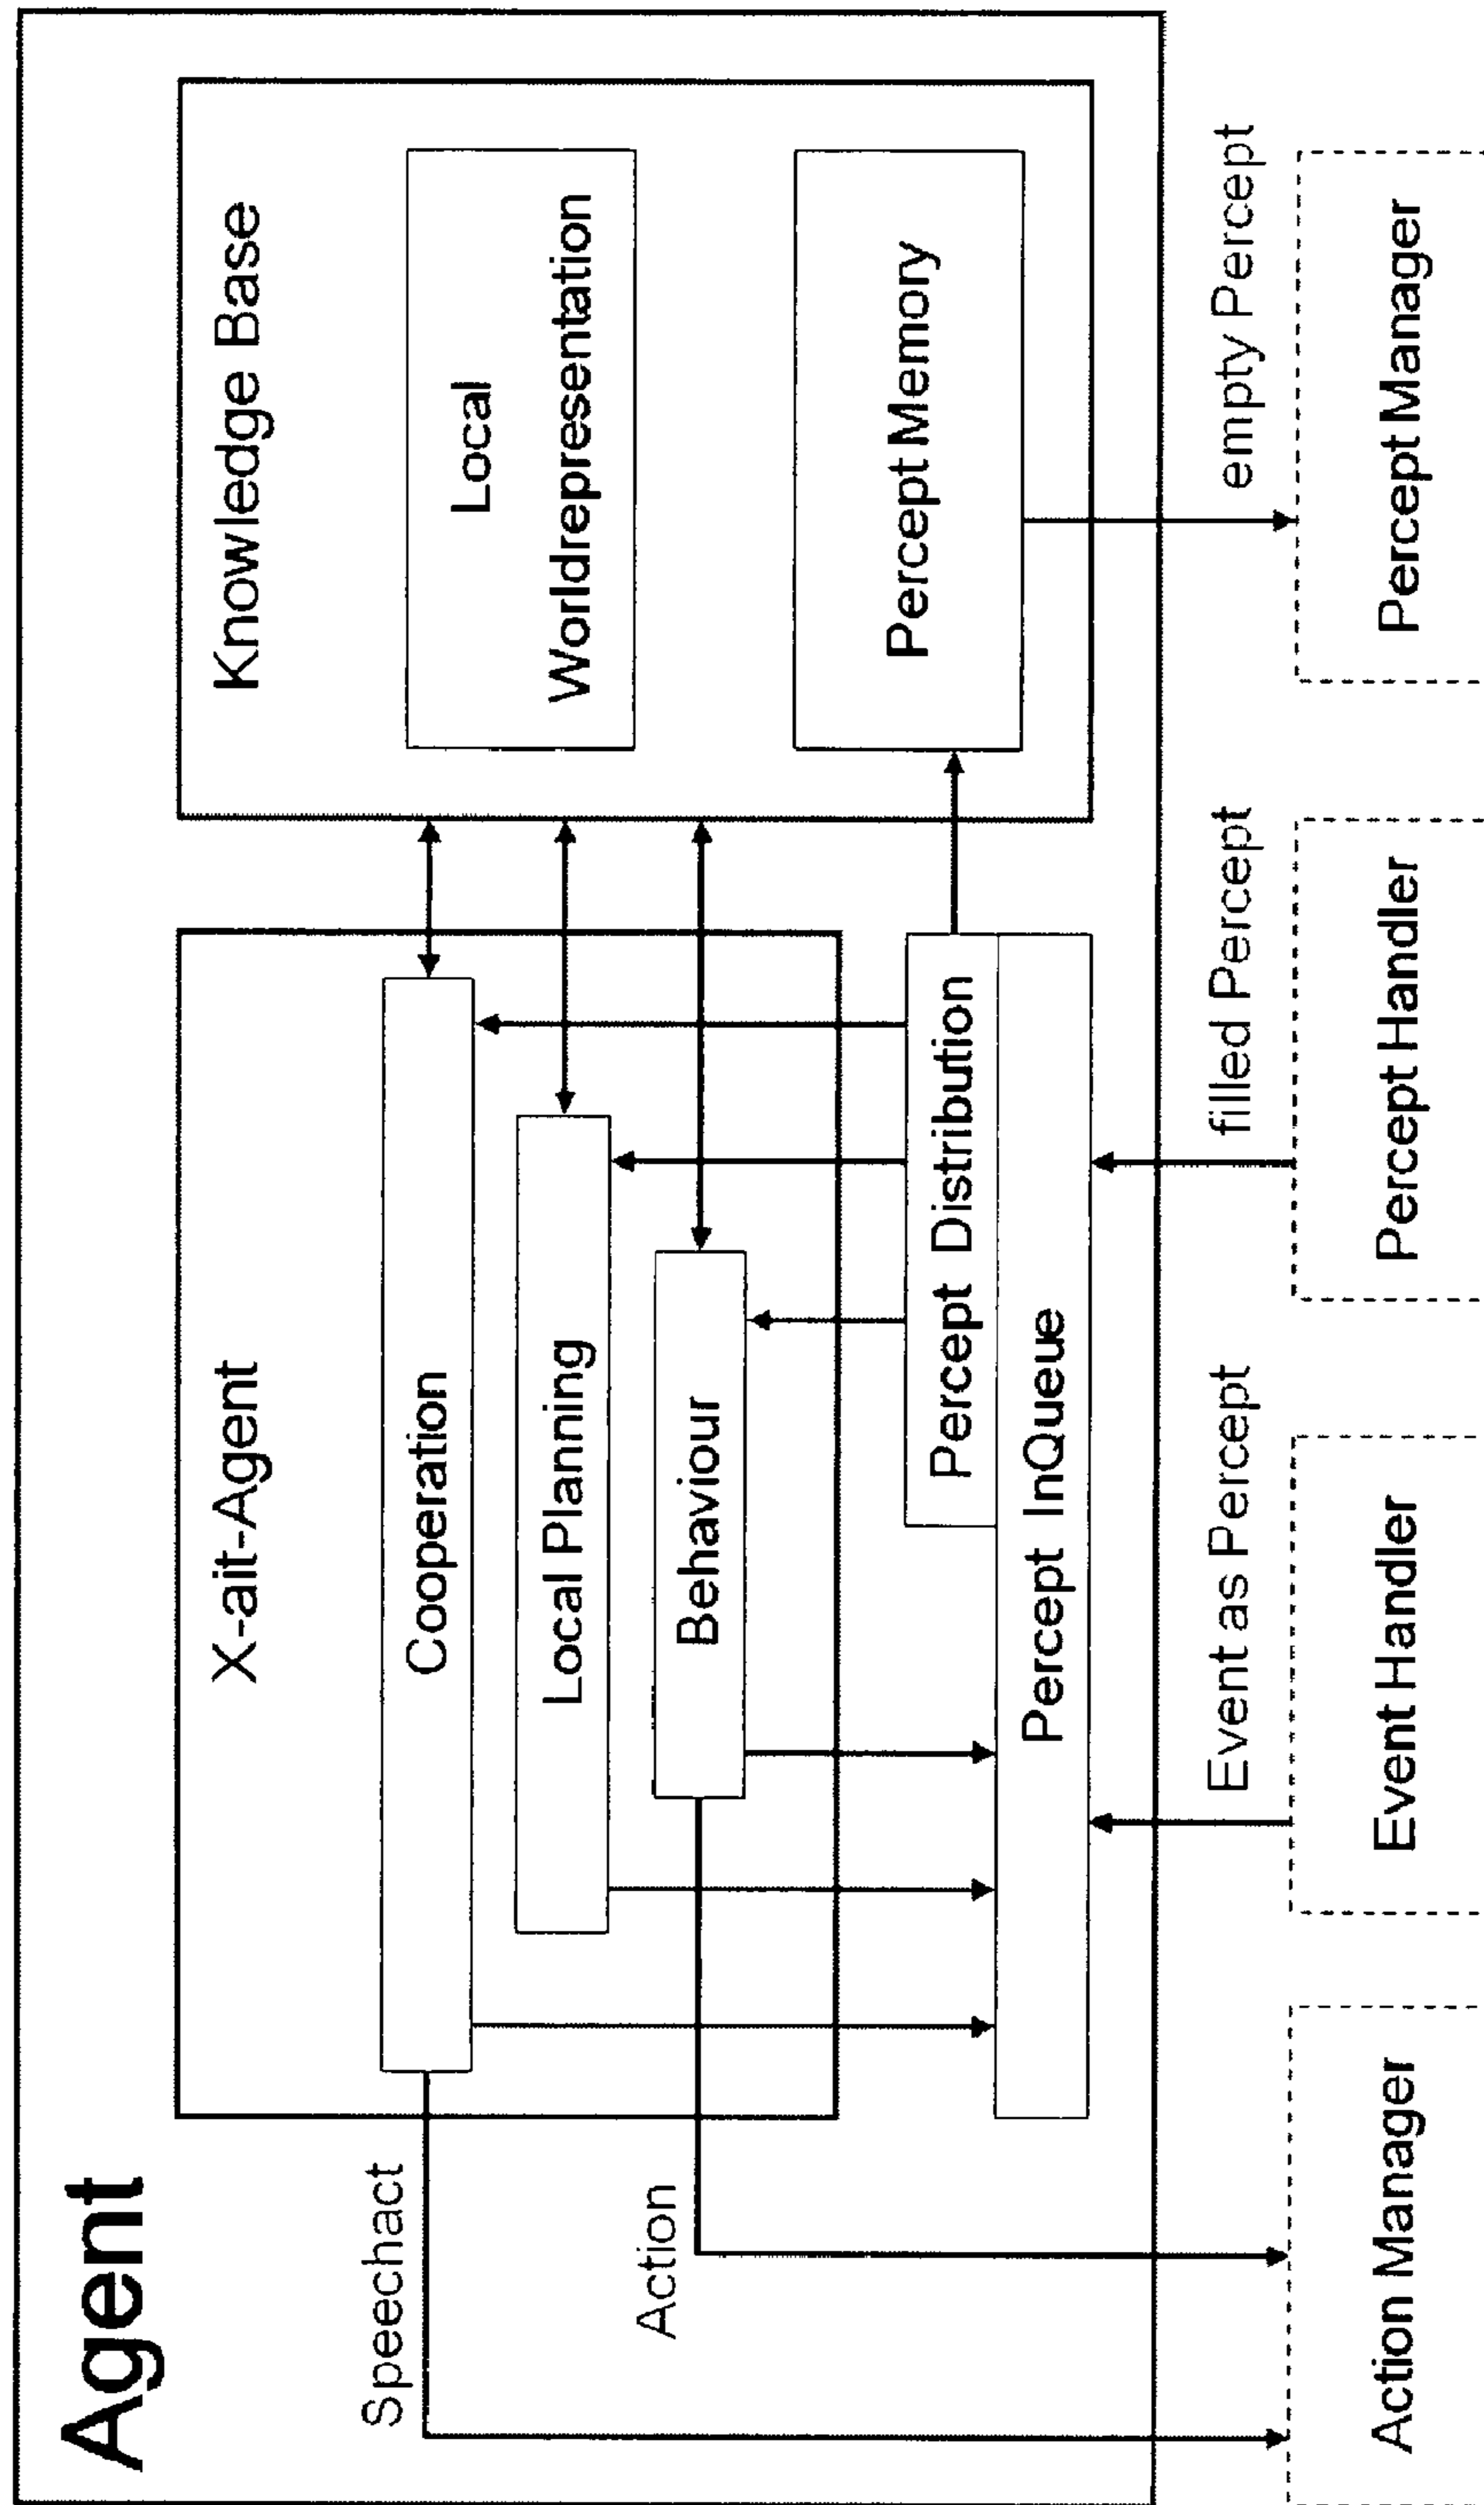 Agent
X-ait-Agent
Knowledge Base
Speechact
Cooperation
Local
Worldrepresentation
Local Planning
Action
Behaviour
Percept Memory
Percept Distribution
Percept InQueue
Event as Percept
filled Percept
empty Percept
Action Manager
Event Handler
Percept Handler
Percept Manager